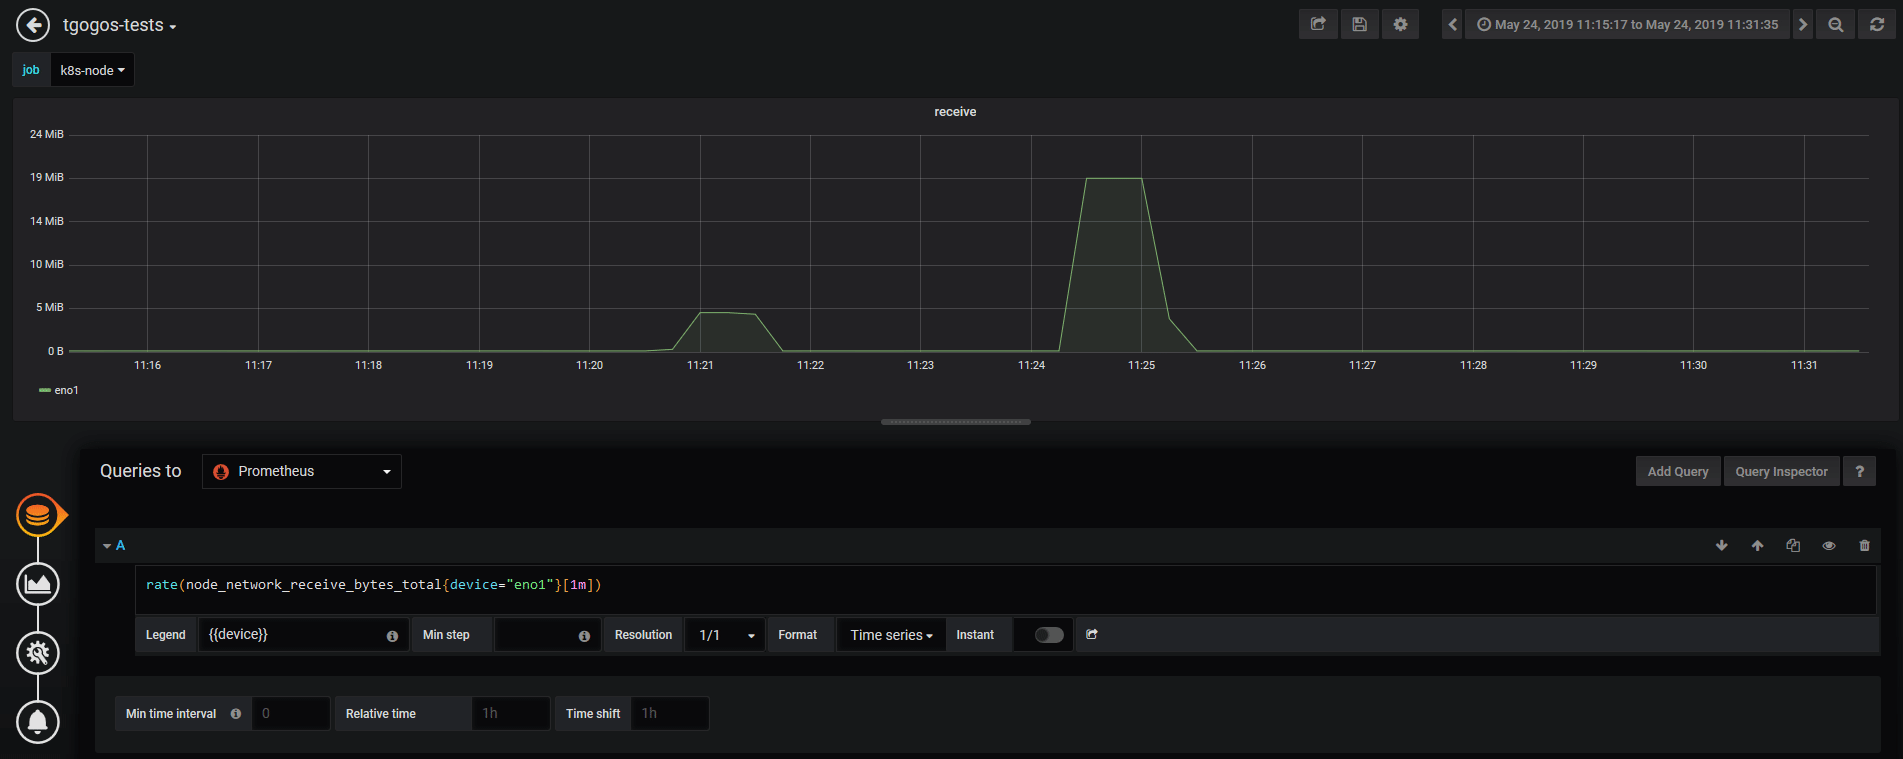 tgogos-tests
May 24, 2019 11:15:17 to May 24, 2019 11:31:35
job k8s-node
receive
24 MiB
19 MiB
14 MiB
10 MiB
5 MiB
0 B
11:16 11:17 11:18 11:19 11:20 11:21 11:22 11:23 11:24 11:25 11:26 11:27 11:28 11:29 11:30 11:31
eno1
Queries to Prometheus Add Query Query Inspector ?
A
rate(node_network_receive_bytes_total{device="eno1"}[1m])
Legend {{device}} Min step Resolution 1/1 Format Time series Instant
Min time interval 0 Relative time 1h Time shift 1h